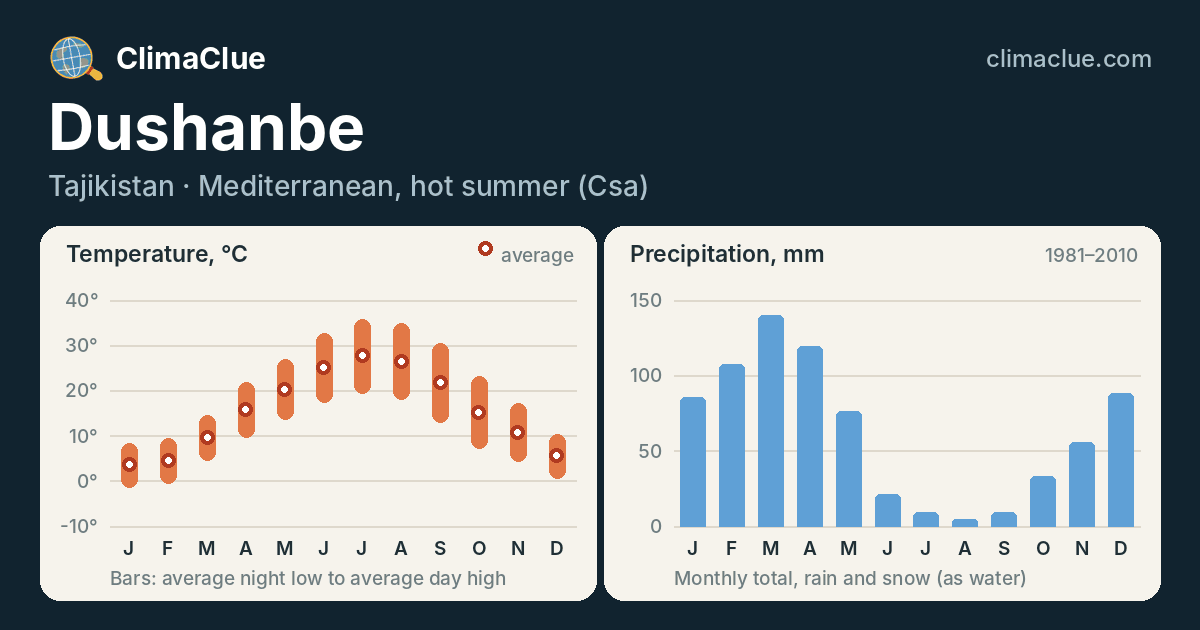 ClimaClue
climaclue.com
Dushanbe
Tajikistan · Mediterranean, hot summer (Csa)
Temperature, °C
average
40°
30°
20°
10°
0°
-10°
J F M A M J J A S O N D
Bars: average night low to average day high
Precipitation, mm
1981–2010
150
100
50
0
J F M A M J J A S O N D
Monthly total, rain and snow (as water)